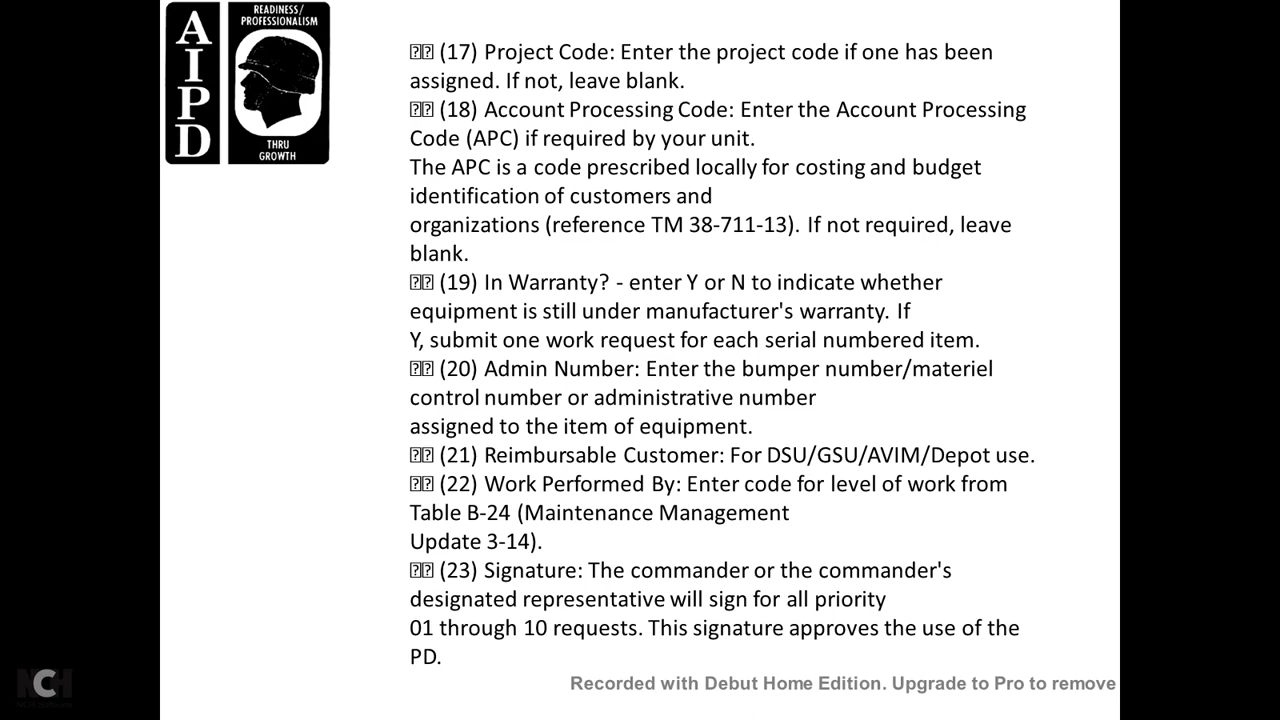 AIPD
READINESS/
PROFESSIONALISM
THRU
GROWTH
(17) Project Code: Enter the project code if one has been
assigned. If not, leave blank.
(18) Account Processing Code: Enter the Account Processing
Code (APC) if required by your unit.
The APC is a code prescribed locally for costing and budget
identification of customers and
organizations (reference TM 38-711-13). If not required, leave
blank.
(19) In Warranty? - enter Y or N to indicate whether
equipment is still under manufacturer's warranty. If
Y, submit one work request for each serial numbered item.
(20) Admin Number: Enter the bumper number/materiel
control number or administrative number
assigned to the item of equipment.
(21) Reimbursable Customer: For DSU/GSU/AVIM/Depot use.
(22) Work Performed By: Enter code for level of work from
Table B-24 (Maintenance Management
Update 3-14).
(23) Signature: The commander or the commander's
designated representative will sign for all priority
01 through 10 requests. This signature approves the use of the
PD.
Recorded with Debut Home Edition. Upgrade to Pro to remove
NCH